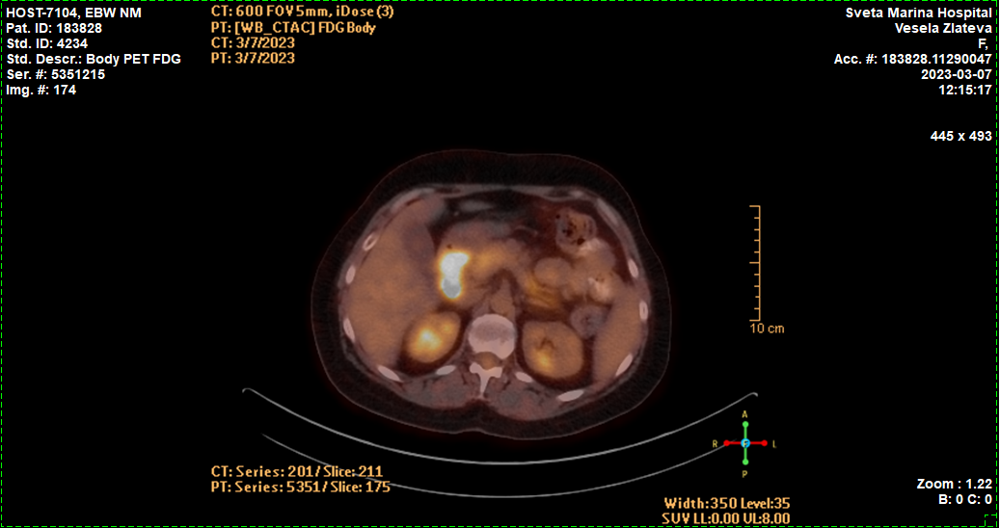 HOST-7104, EBW NM
Pat. ID: 183828
Std. ID: 4234
Std. Descr.: Body PET FDG
Ser. #: 5351215
Img. #: 174
CT: 600 FOV 5mm, iDose (3)
PT: [WB_CTAC] FDG Body
CT: 3/7/2023
PT: 3/7/2023
Sveta Marina Hospital
Vesela Zlateva
F,
Acc. #: 183828.11290047
2023-03-07
12:15:17
445 x 493
10 cm
A
R L
P
CT: Series: 201/ Slice: 211
PT: Series: 5351/ Slice: 175
Zoom : 1.22
B: 0 C: 0
Width:350 Level:35
SUV LL:0.00 UL:8.00